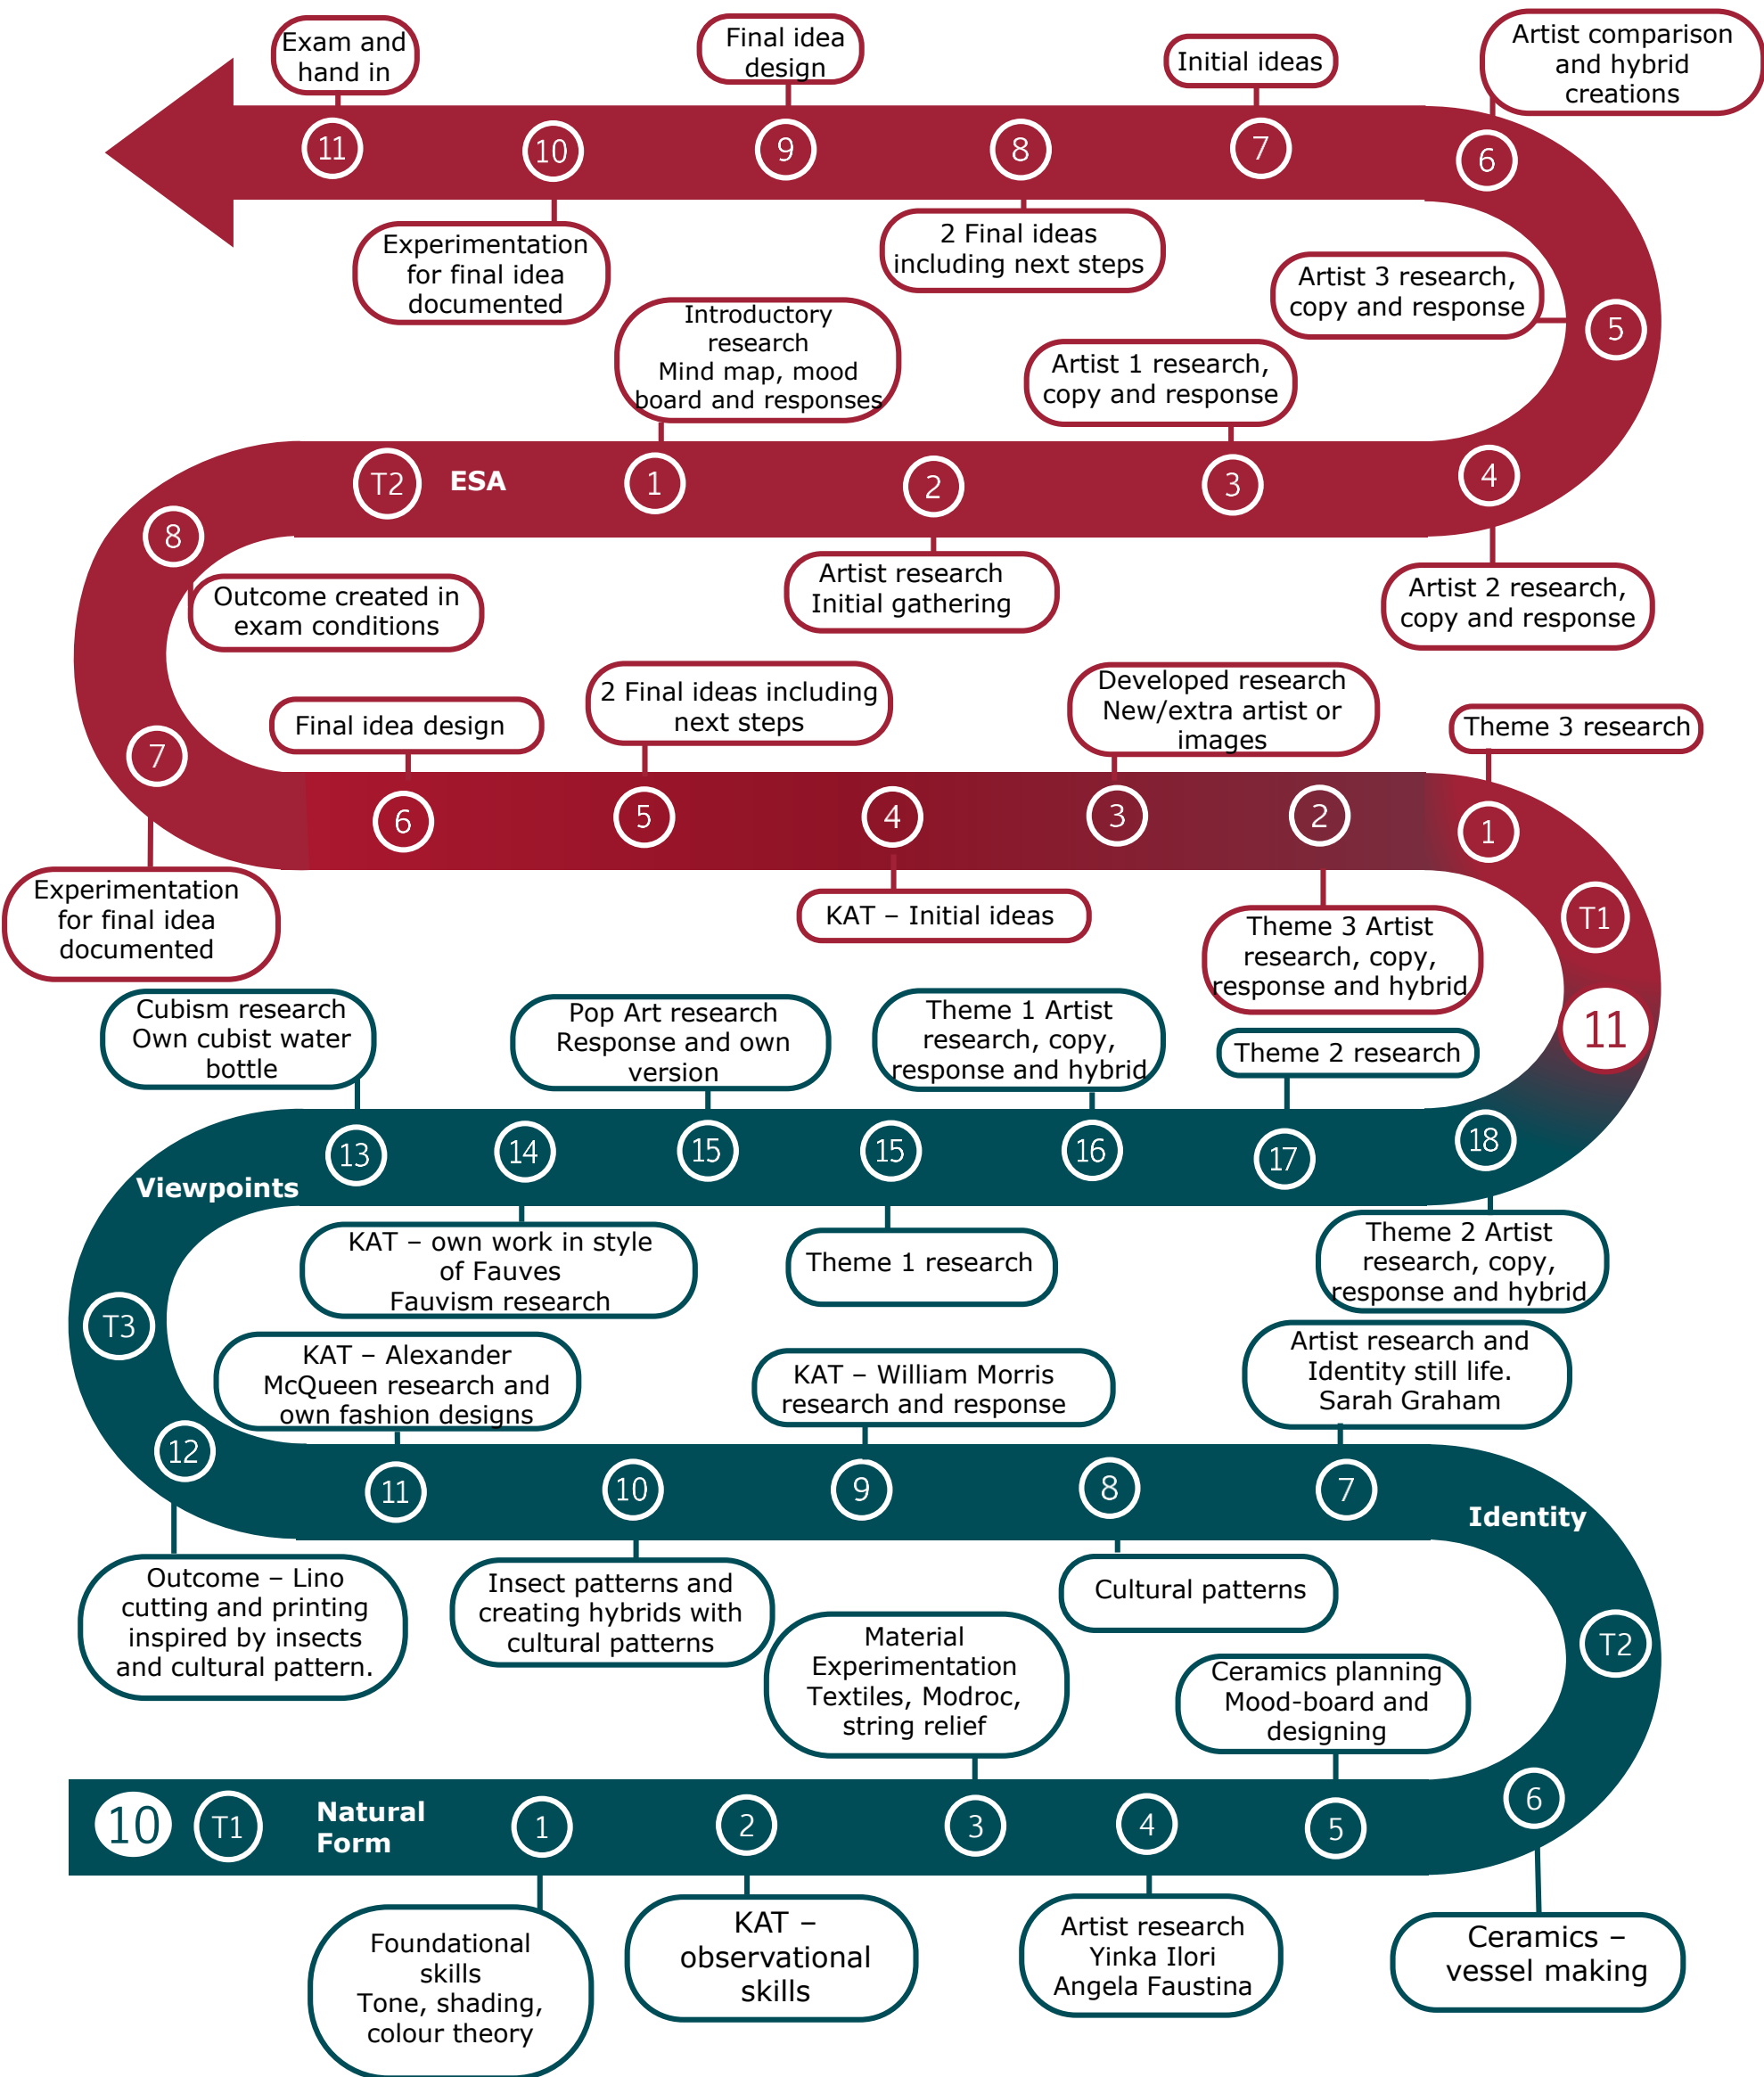 Exam and
hand in
Final idea
design
Initial ideas
Artist comparison
and hybrid
creations
11
10
9
8
7
6
Experimentation
for final idea
documented
2 Final ideas
including next steps
Artist 3 research,
copy and response
5
Introductory
research
Mind map, mood
board and responses
Artist 1 research,
copy and response
T2
ESA
1
2
3
4
8
Outcome created in
exam conditions
Artist research
Initial gathering
Artist 2 research,
copy and response
Final idea design
2 Final ideas including
next steps
Developed research
New/extra artist or
images
Theme 3 research
7
6
5
4
3
2
1
Experimentation
for final idea
documented
KAT – Initial ideas
Theme 3 Artist
research, copy,
response and hybrid
T1
11
Cubism research
Own cubist water
bottle
Pop Art research
Response and own
version
Theme 1 Artist
research, copy,
response and hybrid
Theme 2 research
13
14
15
15
16
17
18
Viewpoints
KAT – own work in style
of Fauves
Fauvism research
Theme 1 research
Theme 2 Artist
research, copy,
response and hybrid
T3
KAT – Alexander
McQueen research and
own fashion designs
KAT – William Morris
research and response
Artist research and
Identity still life.
Sarah Graham
12
11
10
9
8
7
Identity
Outcome – Lino
cutting and printing
inspired by insects
and cultural pattern.
Insect patterns and
creating hybrids with
cultural patterns
Cultural patterns
T2
Material
Experimentation
Textiles, Modroc,
string relief
Ceramics planning
Mood-board and
designing
10
T1
Natural
Form
1
2
3
4
5
6
Foundational
skills
Tone, shading,
colour theory
KAT –
observational
skills
Artist research
Yinka Ilori
Angela Faustina
Ceramics –
vessel making